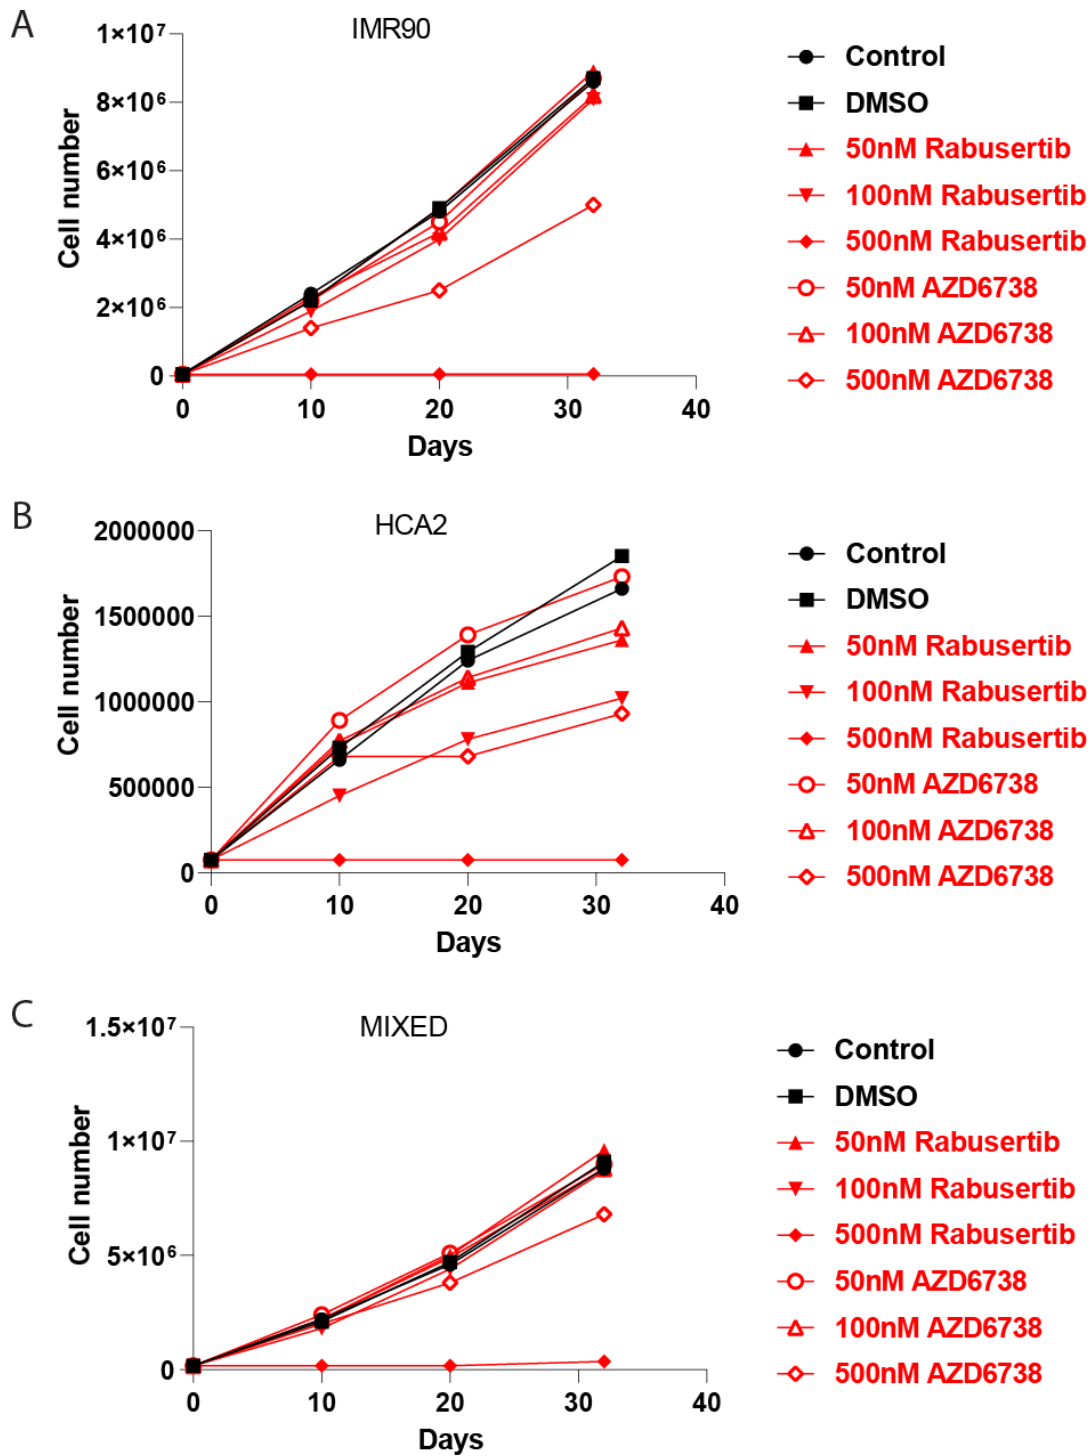 A
IMR90
1×10⁷
8×10⁶
6×10⁶
4×10⁶
2×10⁶
0
Cell number
0 10 20 30 40
Days
Control
DMSO
50nM Rabusertib
100nM Rabusertib
500nM Rabusertib
50nM AZD6738
100nM AZD6738
500nM AZD6738
B
HCA2
2000000
1500000
1000000
500000
0
Cell number
0 10 20 30 40
Days
Control
DMSO
50nM Rabusertib
100nM Rabusertib
500nM Rabusertib
50nM AZD6738
100nM AZD6738
500nM AZD6738
C
MIXED
1.5×10⁷
1×10⁷
5×10⁶
0
Cell number
0 10 20 30 40
Days
Control
DMSO
50nM Rabusertib
100nM Rabusertib
500nM Rabusertib
50nM AZD6738
100nM AZD6738
500nM AZD6738